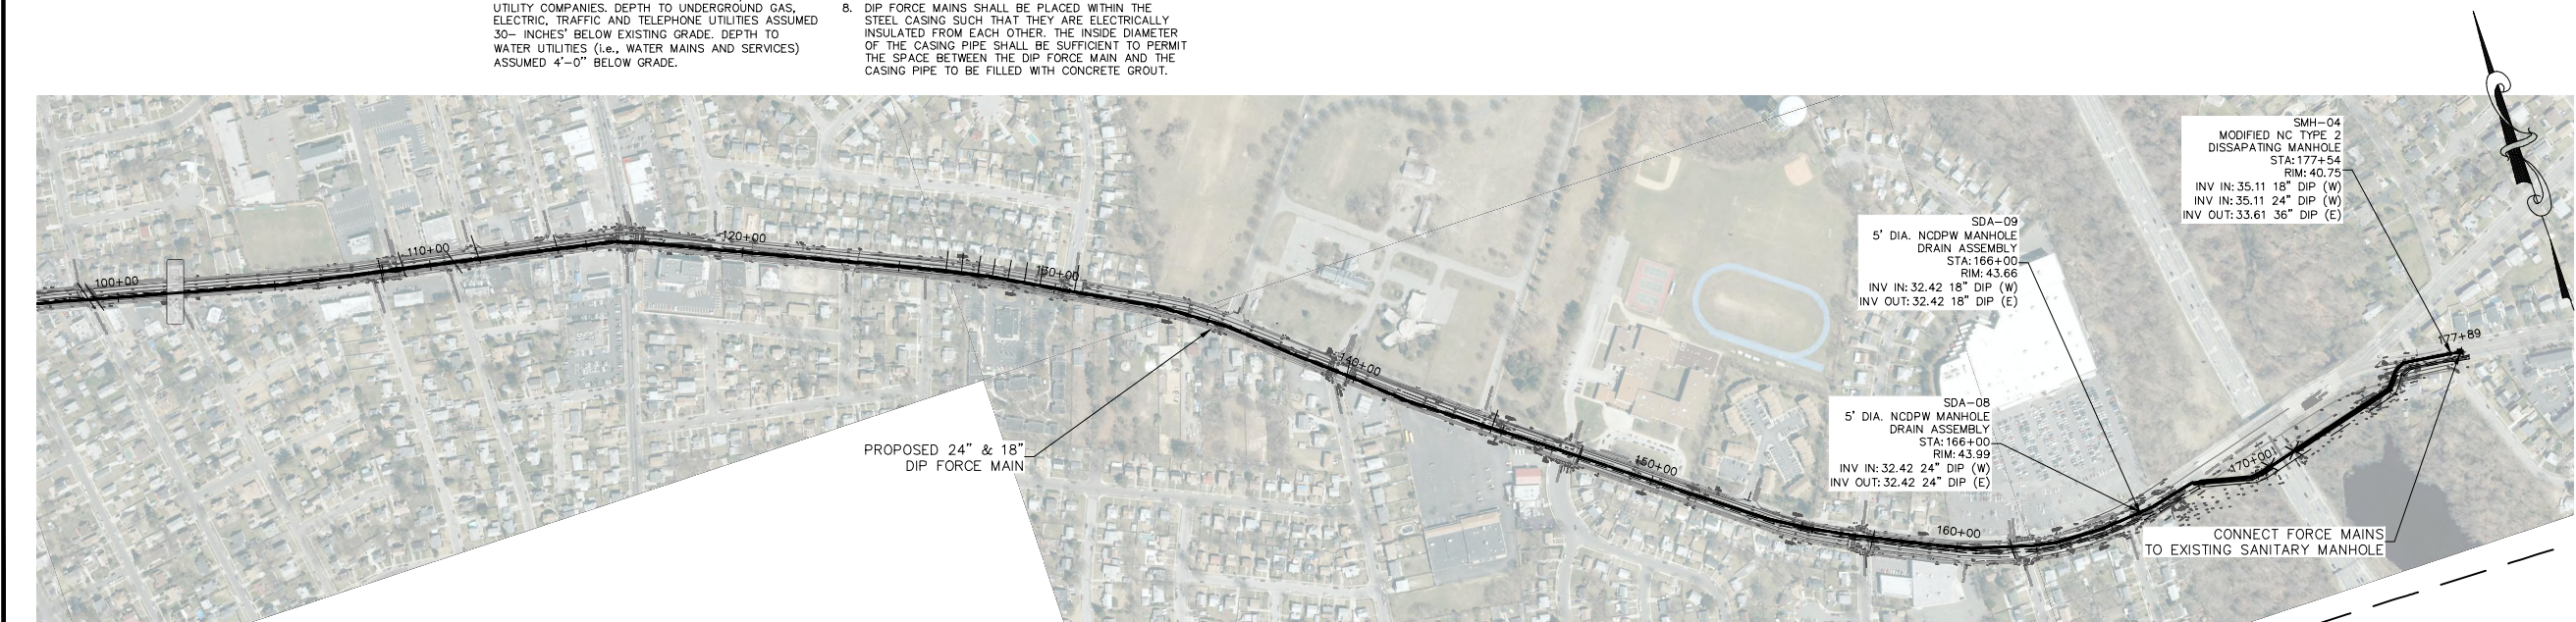 UTILITY COMPANIES. DEPTH TO UNDERGROUND GAS,
ELECTRIC, TRAFFIC AND TELEPHONE UTILITIES ASSUMED
30– INCHES' BELOW EXISTING GRADE. DEPTH TO
WATER UTILITIES (i.e., WATER MAINS AND SERVICES)
ASSUMED 4'–0" BELOW GRADE.
8. DIP FORCE MAINS SHALL BE PLACED WITHIN THE
STEEL CASING SUCH THAT THEY ARE ELECTRICALLY
INSULATED FROM EACH OTHER. THE INSIDE DIAMETER
OF THE CASING PIPE SHALL BE SUFFICIENT TO PERMIT
THE SPACE BETWEEN THE DIP FORCE MAIN AND THE
CASING PIPE TO BE FILLED WITH CONCRETE GROUT.
SMH–04
MODIFIED NC TYPE 2
DISSAPATING MANHOLE
STA: 177+54
RIM: 40.75
INV IN: 35.11 18" DIP (W)
INV IN: 35.11 24" DIP (W)
INV OUT: 33.61 36" DIP (E)
SDA–09
5' DIA. NCDPW MANHOLE
DRAIN ASSEMBLY
STA: 166+00
RIM: 43.66
INV IN: 32.42 18" DIP (W)
INV OUT: 32.42 18" DIP (E)
100+00
110+00
120+00
130+00
140+00
150+00
160+00
170+00
177+89
SDA–08
5' DIA. NCDPW MANHOLE
DRAIN ASSEMBLY
STA: 166+00
RIM: 43.99
INV IN: 32.42 24" DIP (W)
INV OUT: 32.42 24" DIP (E)
PROPOSED 24" & 18"
DIP FORCE MAIN
CONNECT FORCE MAINS
TO EXISTING SANITARY MANHOLE